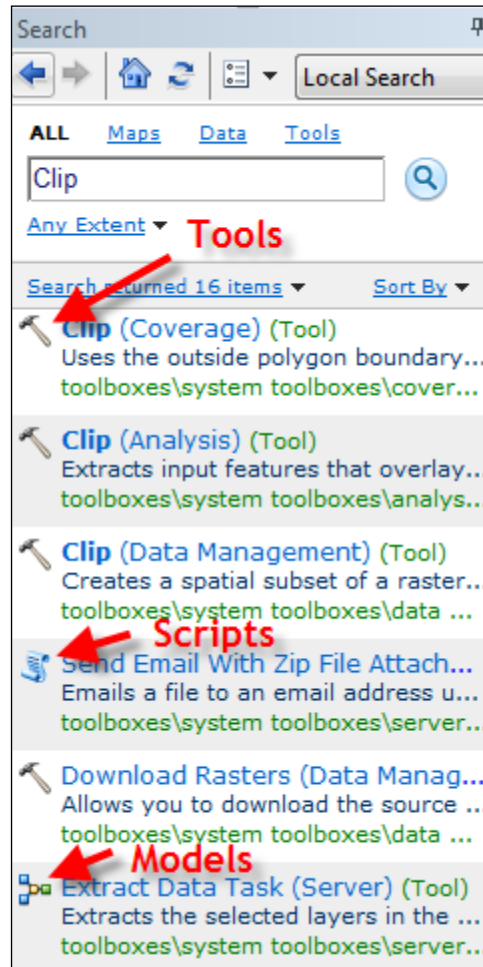 Search
Local Search
ALL Maps Data Tools
Clip
Any Extent
Tools
Search returned 16 items Sort By
Clip (Coverage) (Tool)
Uses the outside polygon boundary...
toolboxes\system toolboxes\cover...
Clip (Analysis) (Tool)
Extracts input features that overlay...
toolboxes\system toolboxes\analys...
Clip (Data Management) (Tool)
Creates a spatial subset of a raster...
toolboxes\system toolboxes\data ...
Scripts
Send Email With Zip File Attach...
Emails a file to an email address u...
toolboxes\system toolboxes\server...
Download Rasters (Data Manag...
Allows you to download the source ...
toolboxes\system toolboxes\data ...
Models
Extract Data Task (Server) (Tool)
Extracts the selected layers in the ...
toolboxes\system toolboxes\server...